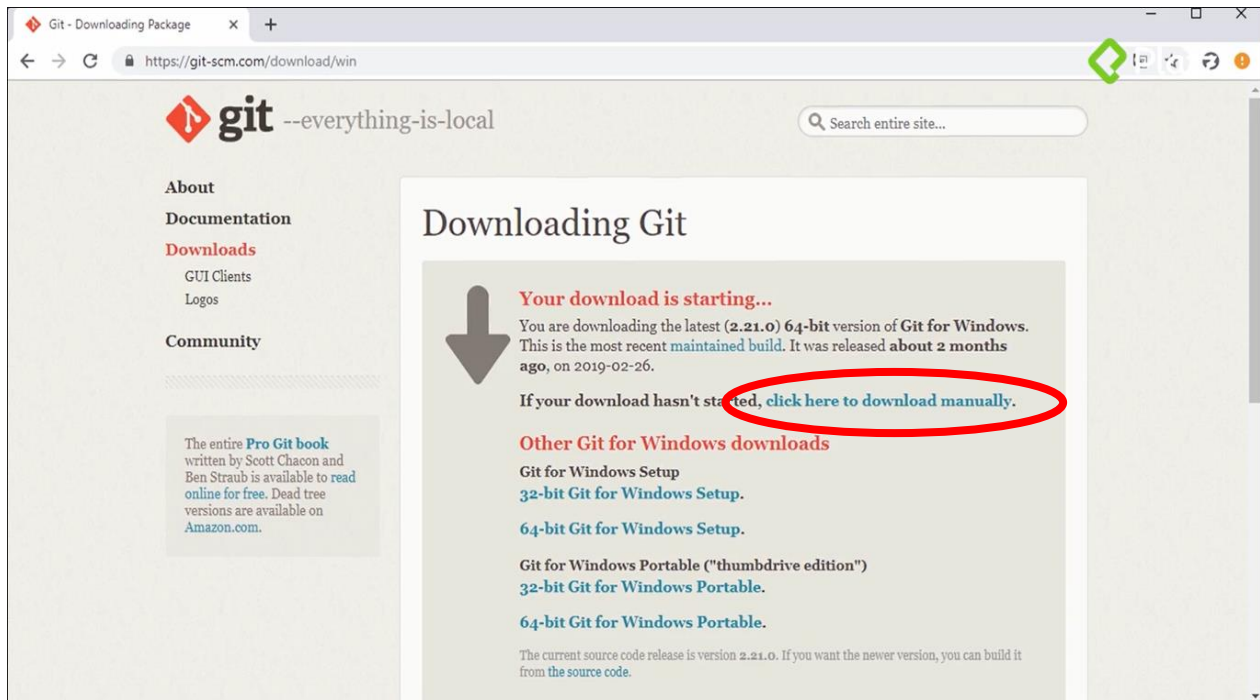 Git - Downloading Package
https://git-scm.com/download/win
git --everything-is-local
Search entire site...
About
Documentation
Downloads
GUI Clients
Logos
Community
The entire Pro Git book
written by Scott Chacon and
Ben Straub is available to read
online for free. Dead tree
versions are available on
Amazon.com.
Downloading Git
Your download is starting...
You are downloading the latest (2.21.0) 64-bit version of Git for Windows.
This is the most recent maintained build. It was released about 2 months
ago, on 2019-02-26.
If your download hasn't started, click here to download manually.
Other Git for Windows downloads
Git for Windows Setup
32-bit Git for Windows Setup.
64-bit Git for Windows Setup.
Git for Windows Portable ("thumbdrive edition")
32-bit Git for Windows Portable.
64-bit Git for Windows Portable.
The current source code release is version 2.21.0. If you want the newer version, you can build it
from the source code.